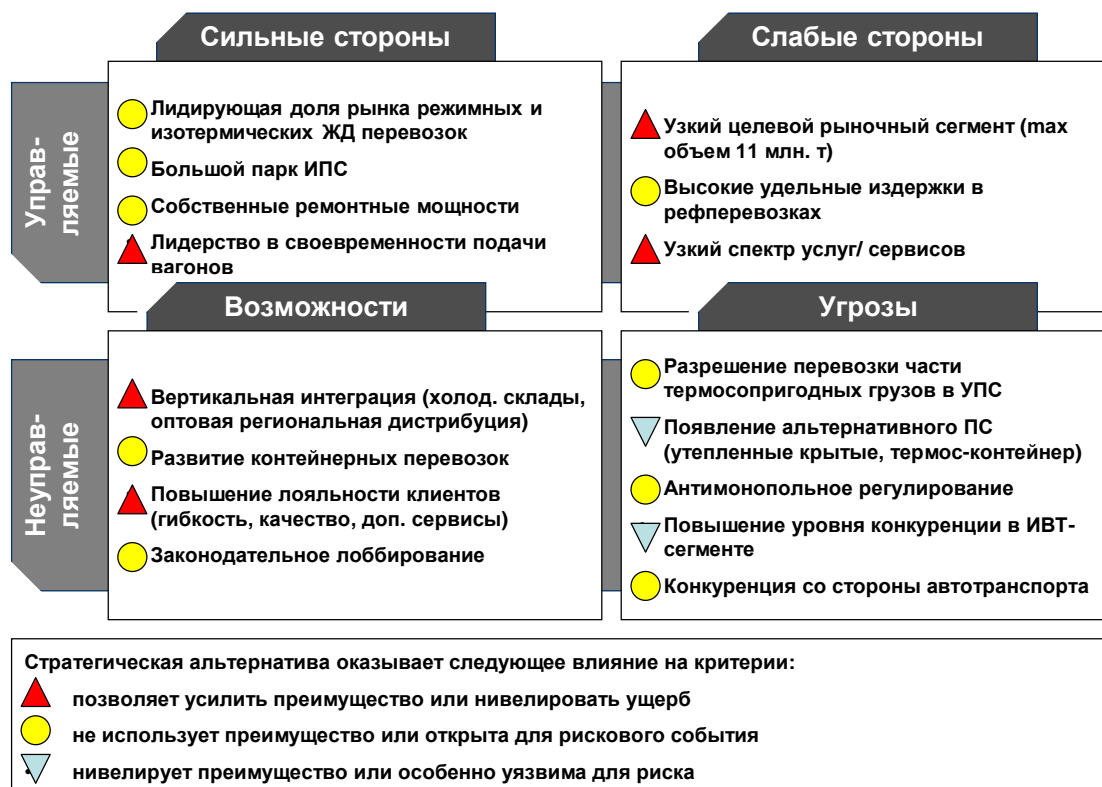 Сильные стороны
Слабые стороны
Управ-
ляемые
Лидирующая доля рынка режимных и
изотермических ЖД перевозок
Большой парк ИПС
Собственные ремонтные мощности
Лидерство в своевременности подачи
вагонов
Узкий целевой рыночный сегмент (max
объем 11 млн. т)
Высокие удельные издержки в
рефперевозках
Узкий спектр услуг/ сервисов
Возможности
Угрозы
Неуправ-
ляемые
Вертикальная интеграция (холод. склады,
оптовая региональная дистрибуция)
Развитие контейнерных перевозок
Повышение лояльности клиентов
(гибкость, качество, доп. сервисы)
Законодательное лоббирование
Разрешение перевозки части
термосопригодных грузов в УПС
Появление альтернативного ПС
(утепленные крытые, термос-контейнер)
Антимонопольное регулирование
Повышение уровня конкуренции в ИВТ-
сегменте
Конкуренция со стороны автотранспорта
Стратегическая альтернатива оказывает следующее влияние на критерии:
позволяет усилить преимущество или нивелировать ущерб
не использует преимущество или открыта для рискового события
нивелирует преимущество или особенно уязвима для риска